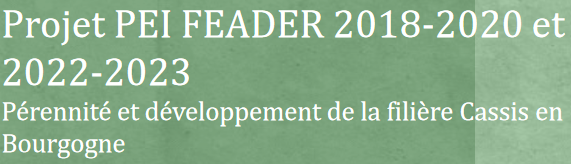 Projet PEI FEADER 2018-2020 et
2022-2023
Pérennité et développement de la filière Cassis en
Bourgogne